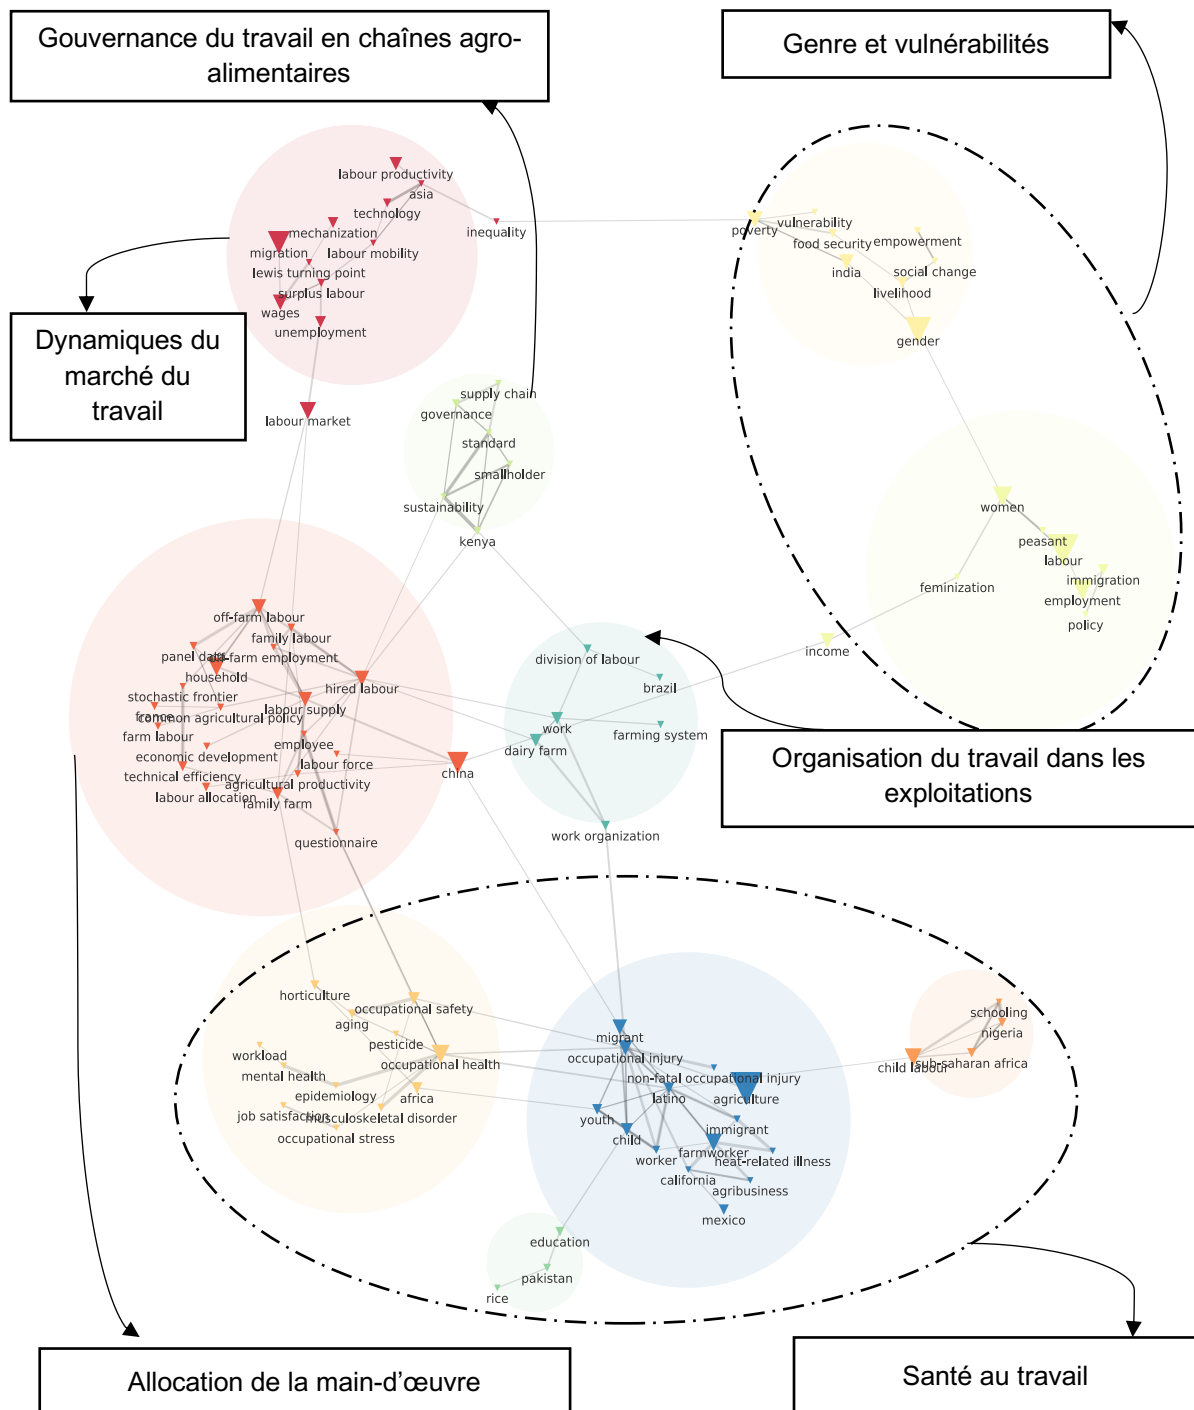 Gouvernance du travail en chaînes agro-
alimentaires
Genre et vulnérabilités
labour productivity
asia
technology
mechanization
inequality
migration
labour mobility
lewis turning point
surplus labour
wages
unemployment
labour market
Dynamiques du
marché du
travail
vulnerability
poverty
food security
empowerment
india
social change
livelihood
gender
supply chain
governance
standard
smallholder
sustainability
kenya
women
peasant
labour
feminization
immigration
employment
policy
income
off-farm labour
family labour
panel data
off-farm employment
household
hired labour
stochastic frontier
labour supply
france
common agricultural policy
farm labour
employee
economic development
labour force
technical efficiency
agricultural productivity
labour allocation
family farm
china
questionnaire
division of labour
brazil
work
farming system
dairy farm
work organization
Organisation du travail dans les
exploitations
horticulture
occupational safety
aging
pesticide
workload
occupational health
mental health
epidemiology
africa
job satisfaction
musculoskeletal disorder
occupational stress
migrant
occupational injury
non-fatal occupational injury
latino
agriculture
youth
immigrant
child
worker
farmworker
heat-related illness
california
agribusiness
mexico
schooling
nigeria
sub-saharan africa
child labour
education
pakistan
rice
Allocation de la main-d'œuvre
Santé au travail